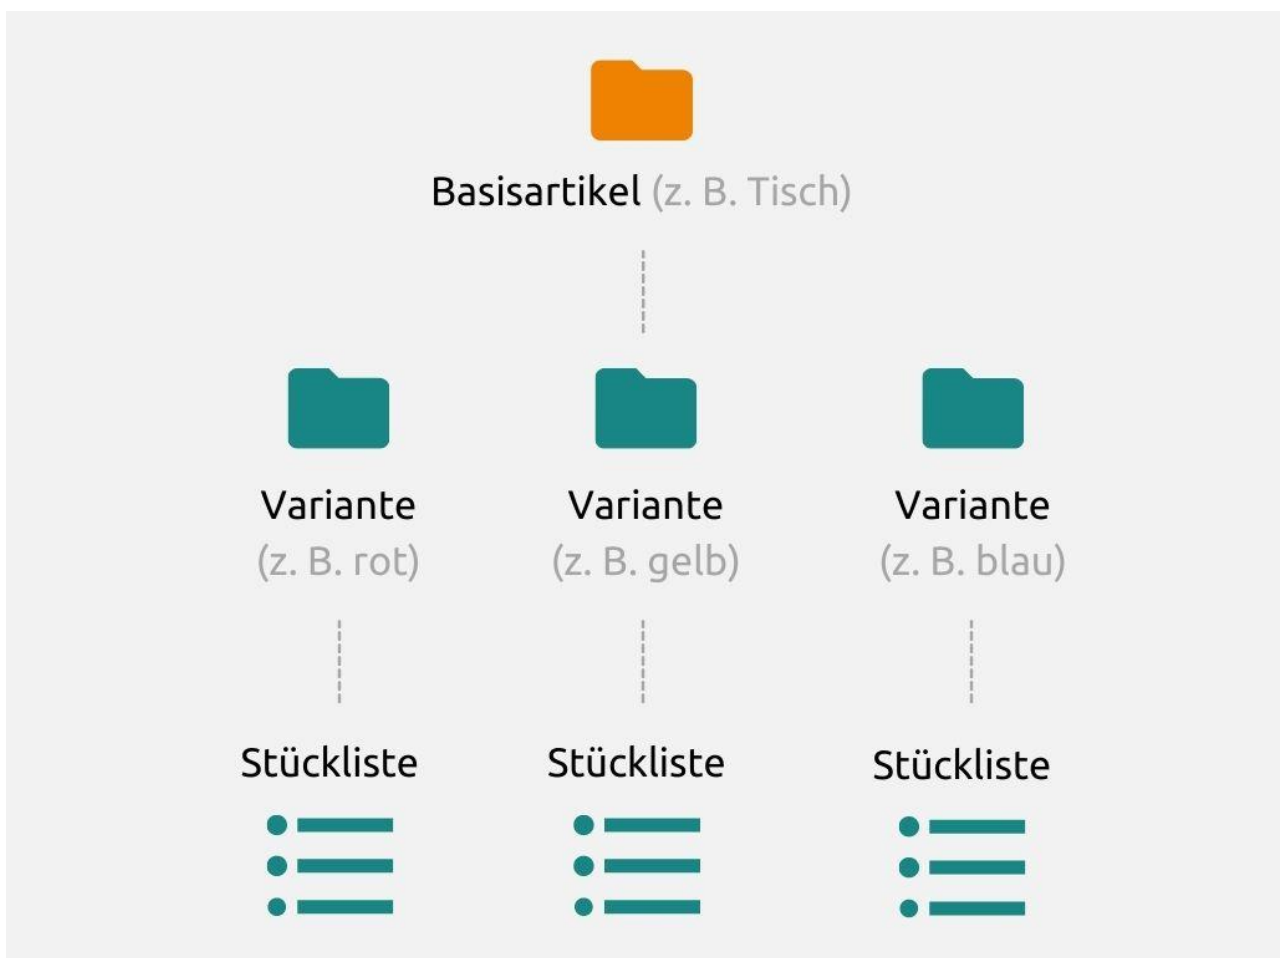 Basisartikel (z. B. Tisch)
Variante
(z. B. rot)
Variante
(z. B. gelb)
Variante
(z. B. blau)
Stückliste
Stückliste
Stückliste